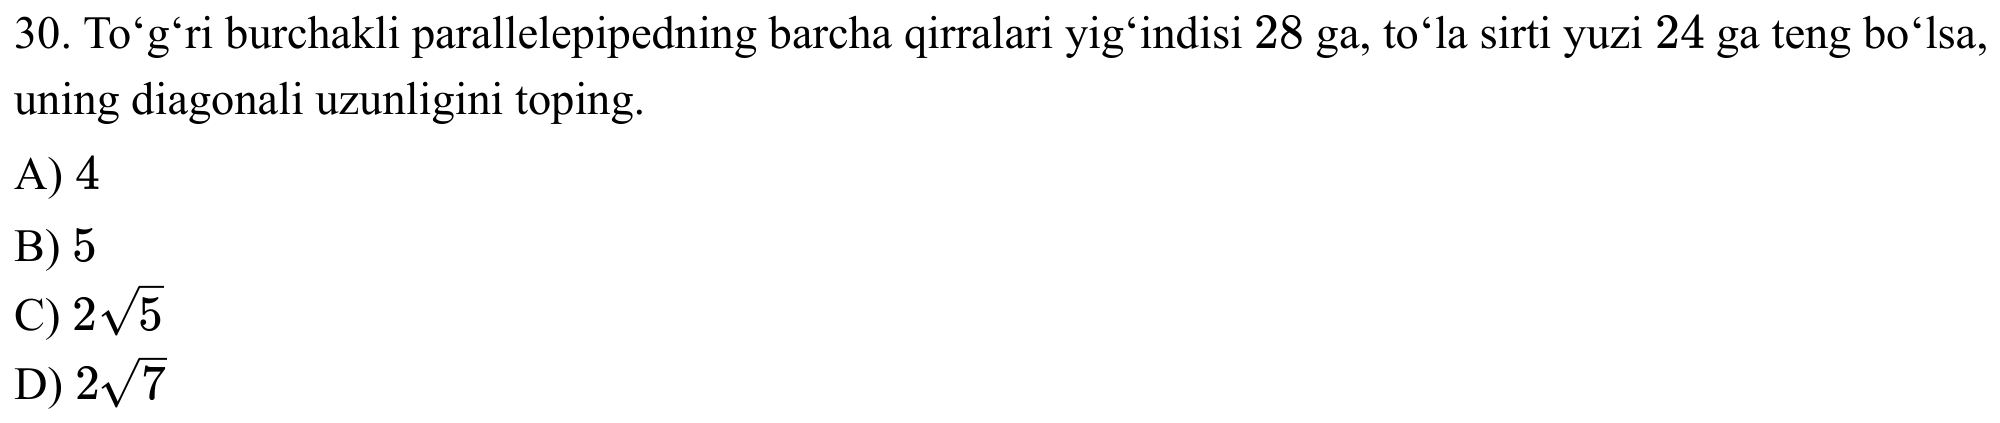 30. To‘g‘ri burchakli parallelepipedning barcha qirralari yig‘indisi 28 ga, to‘la sirti yuzi 24 ga teng bo‘lsa,
uning diagonali uzunligini toping.
A) 4
B) 5
C) 2√5
D) 2√7